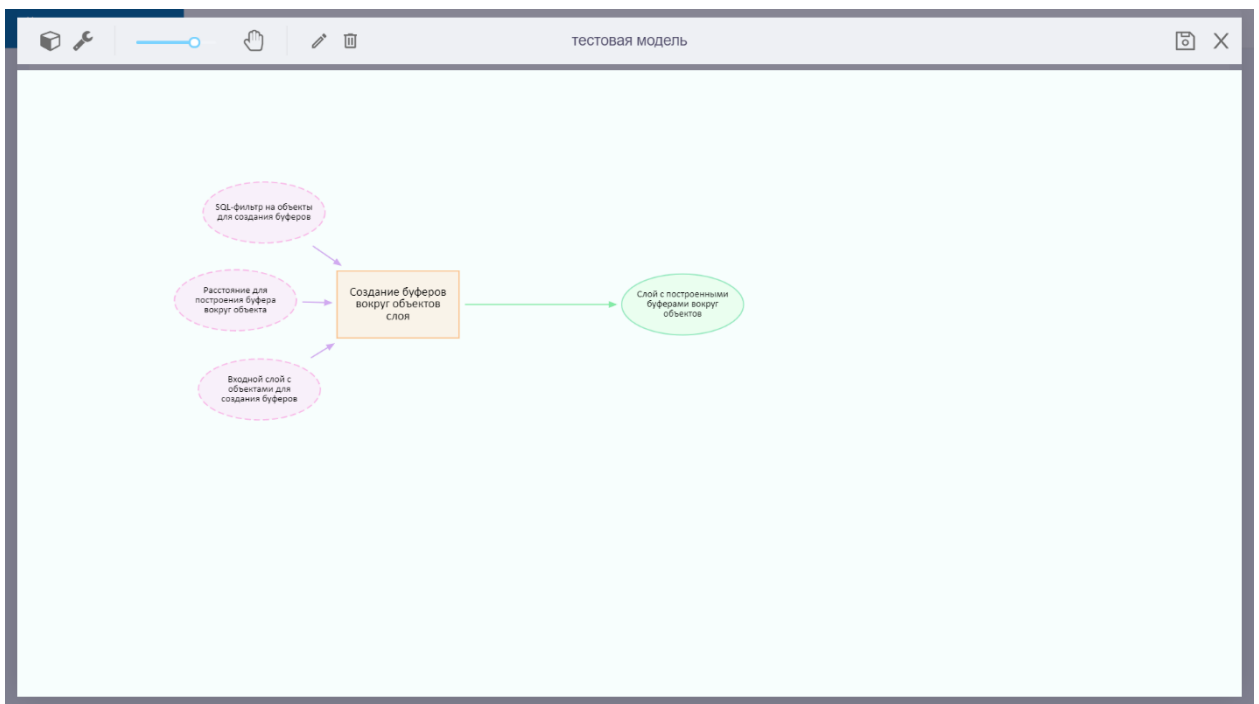 тестовая модель
SQL-фильтр на объекты
для создания буферов
Расстояние для
построения буфера
вокруг объекта
Создание буферов
вокруг объектов
слоя
Слой с построенными
буферами вокруг
объектов
Входной слой с
объектами для
создания буферов